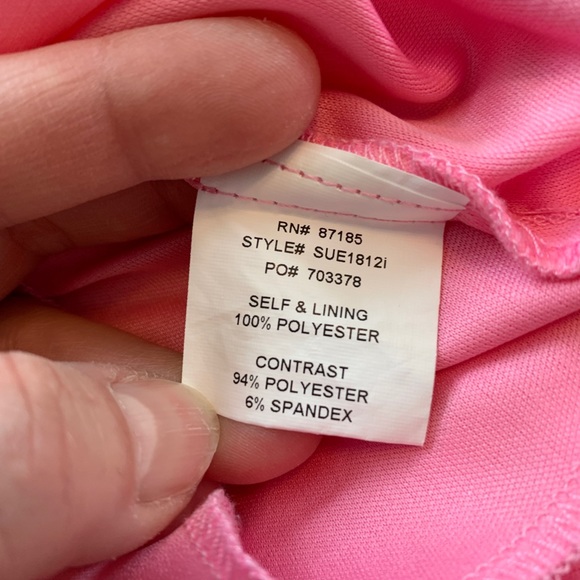 RN# 87185
STYLE# SUE1812i
PO# 703378
SELF & LINING
100% POLYESTER
CONTRAST
94% POLYESTER
6% SPANDEX